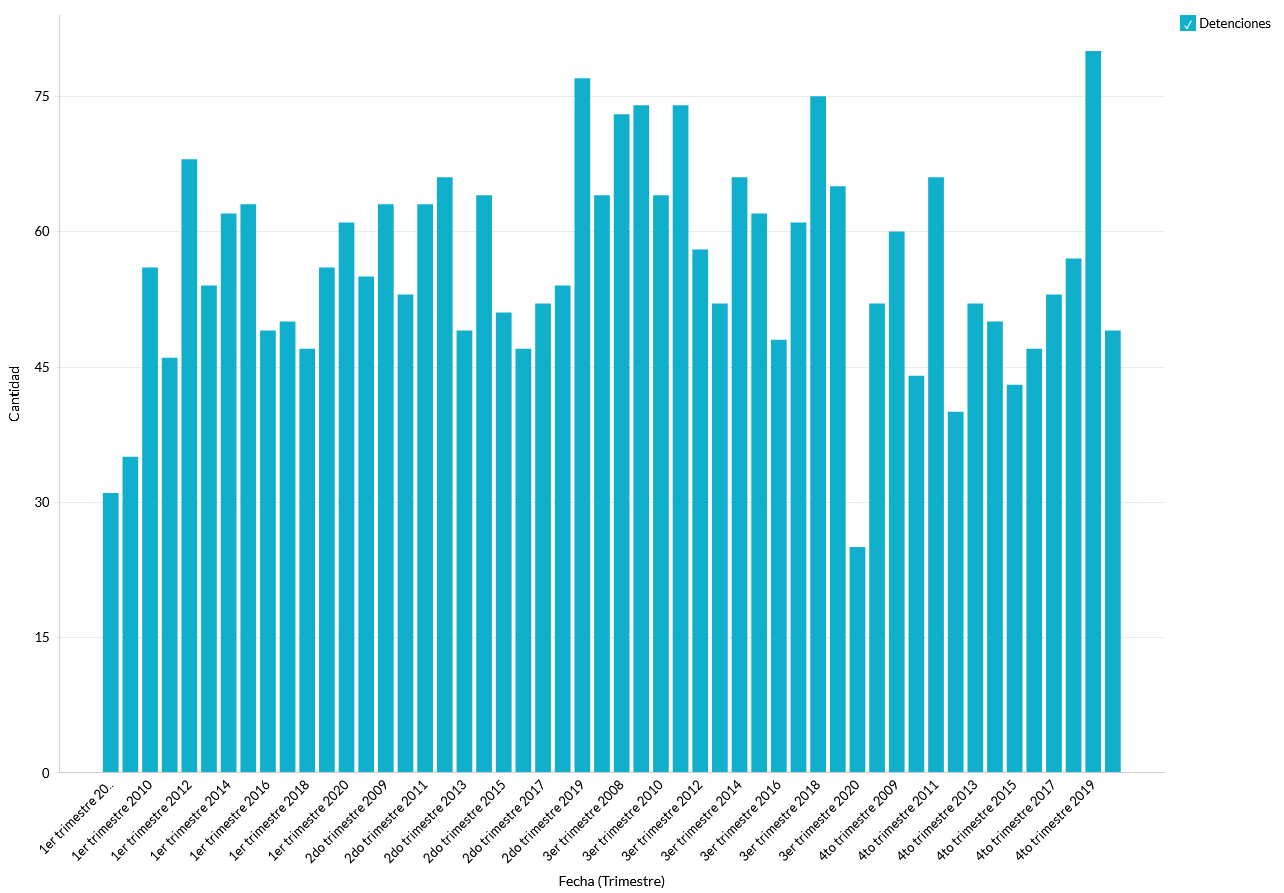 Detenciones
Cantidad
75
60
45
30
15
0
1er trimestre 20..
1er trimestre 2010
1er trimestre 2012
1er trimestre 2014
1er trimestre 2016
1er trimestre 2018
1er trimestre 2020
2do trimestre 2009
2do trimestre 2011
2do trimestre 2013
2do trimestre 2015
2do trimestre 2017
2do trimestre 2019
3er trimestre 2008
3er trimestre 2010
3er trimestre 2012
3er trimestre 2014
3er trimestre 2016
3er trimestre 2018
3er trimestre 2020
4to trimestre 2009
4to trimestre 2011
4to trimestre 2013
4to trimestre 2015
4to trimestre 2017
4to trimestre 2019
Fecha (Trimestre)